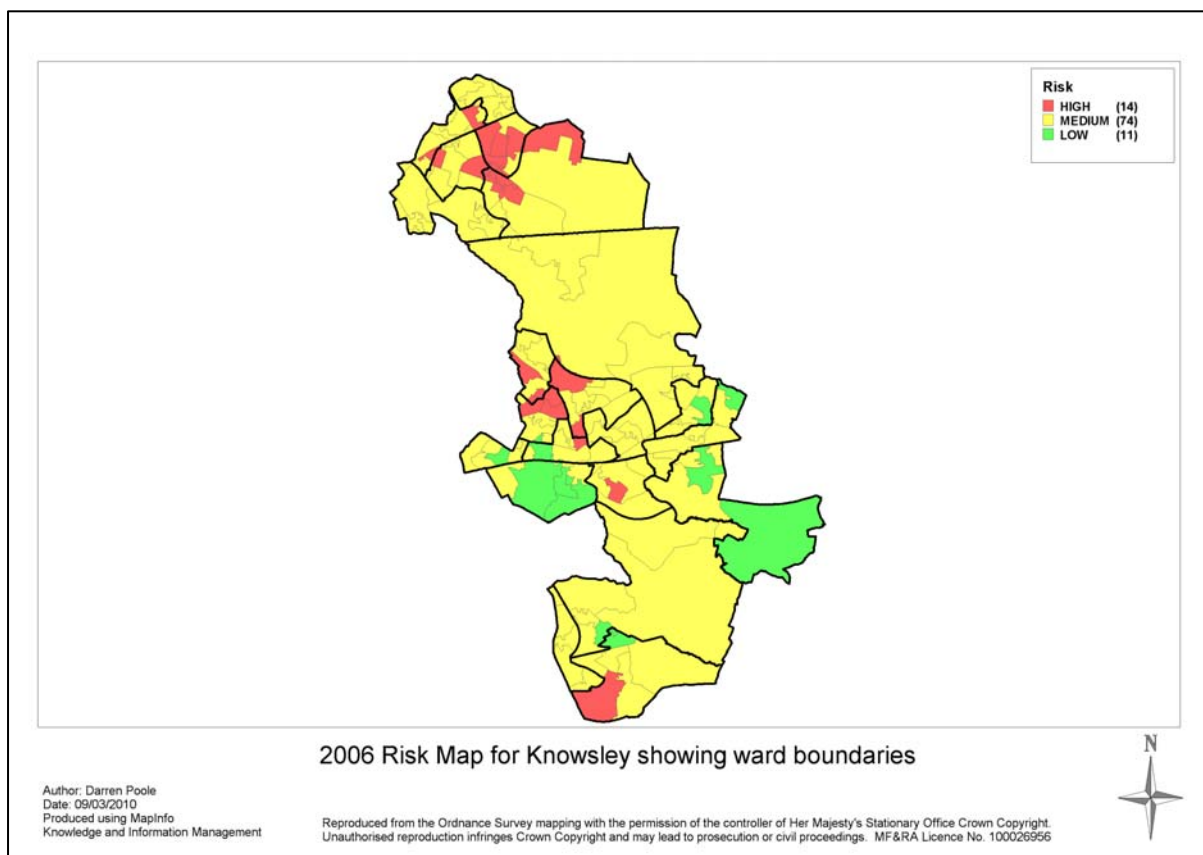 Risk
HIGH (14)
MEDIUM (74)
LOW (11)
2006 Risk Map for Knowsley showing ward boundaries
N
Author: Darren Poole
Date: 09/03/2010
Produced using MapInfo
Knowledge and Information Management
Reproduced from the Ordnance Survey mapping with the permission of the controller of Her Majesty's Stationary Office Crown Copyright.
Unauthorised reproduction infringes Crown Copyright and may lead to prosecution or civil proceedings. MF&RA Licence No. 100026956